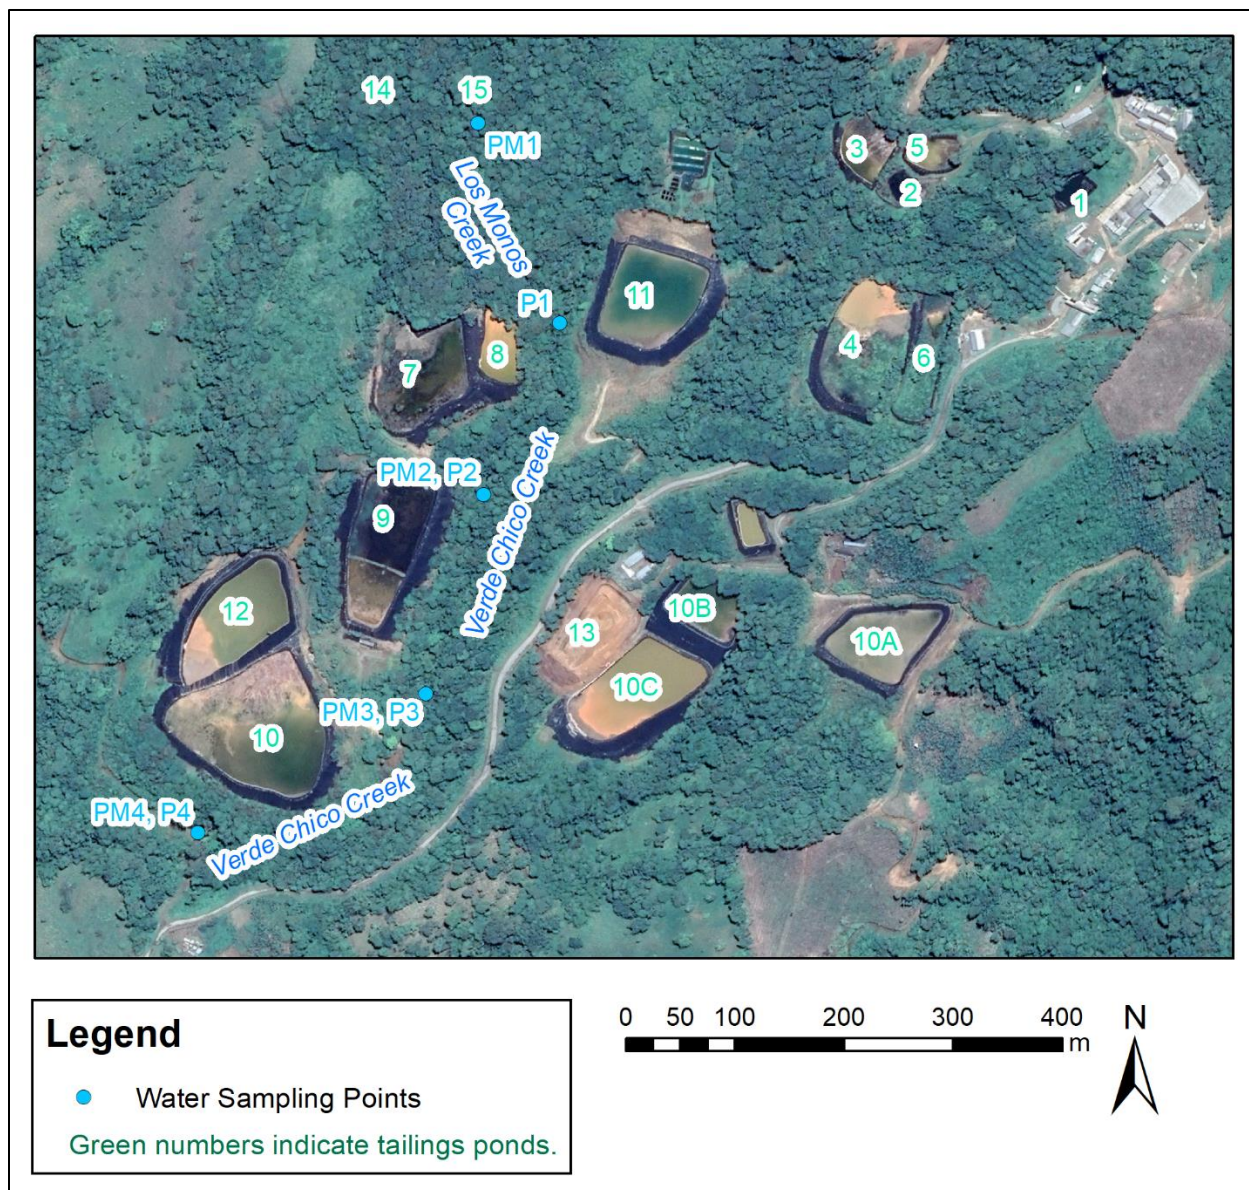 14
15
PM1
3
5
2
1
Los Monos
Creek
P1
11
8
7
4
6
PM2, P2
9
Verde Chico Creek
12
13
10B
10A
10C
PM3, P3
10
PM4, P4
Verde Chico Creek
Legend
Water Sampling Points
Green numbers indicate tailings ponds.
0 50 100 200 300 400
m
N